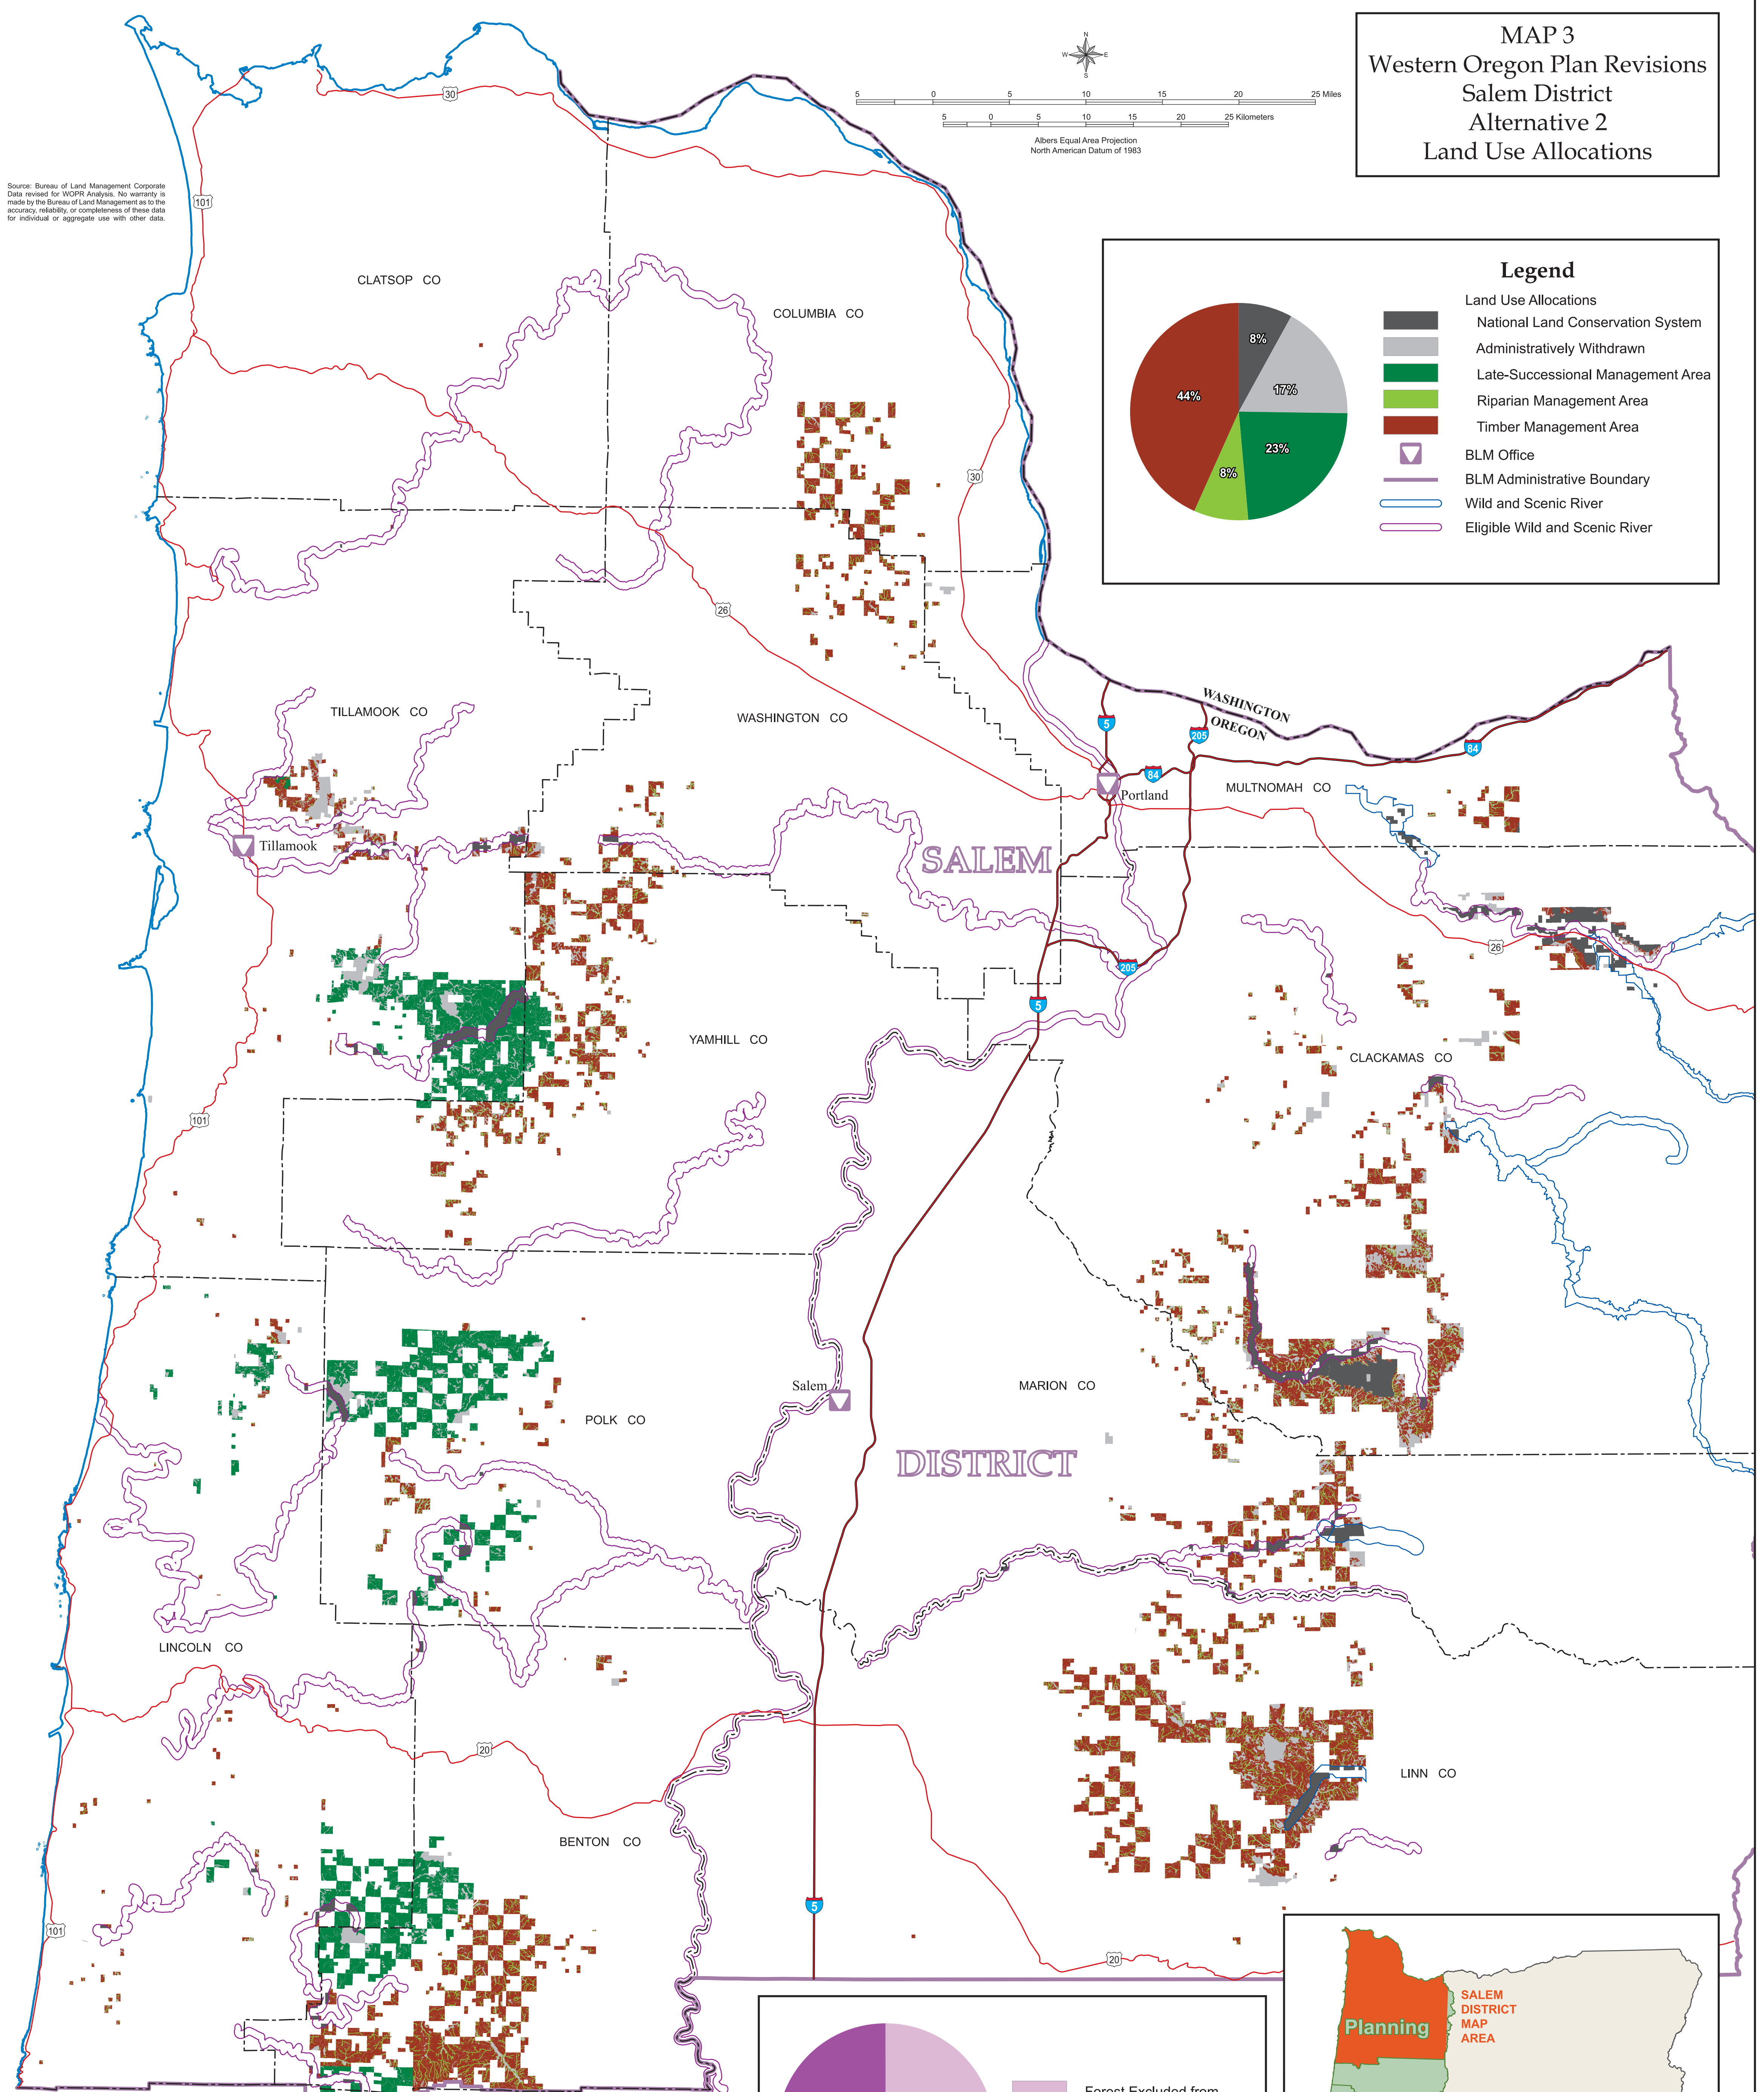 MAP 3
Western Oregon Plan Revisions
Salem District
Alternative 2
Land Use Allocations
N
W E
S
5 0 5 10 15 20 25 Miles
5 0 5 10 15 20 25 Kilometers
Albers Equal Area Projection
North American Datum of 1983
Source: Bureau of Land Management Corporate
Data revised for WOPR Analysis. No warranty is
made by the Bureau of Land Management as to the
accuracy, reliability, or completeness of these data
for individual or aggregate use with other data.
Legend
Land Use Allocations
National Land Conservation System
Administratively Withdrawn
Late-Successional Management Area
Riparian Management Area
Timber Management Area
BLM Office
BLM Administrative Boundary
Wild and Scenic River
Eligible Wild and Scenic River
8%
17%
44%
23%
8%
30
101
CLATSOP CO
COLUMBIA CO
30
26
TILLAMOOK CO
WASHINGTON CO
WASHINGTON
OREGON
5
205
84
84
Portland
MULTNOMAH CO
Tillamook
SALEM
26
205
5
YAMHILL CO
CLACKAMAS CO
101
Salem
MARION CO
POLK CO
DISTRICT
LINCOLN CO
20
LINN CO
BENTON CO
5
101
20
SALEM
DISTRICT
MAP
AREA
Planning
Forest Excluded from